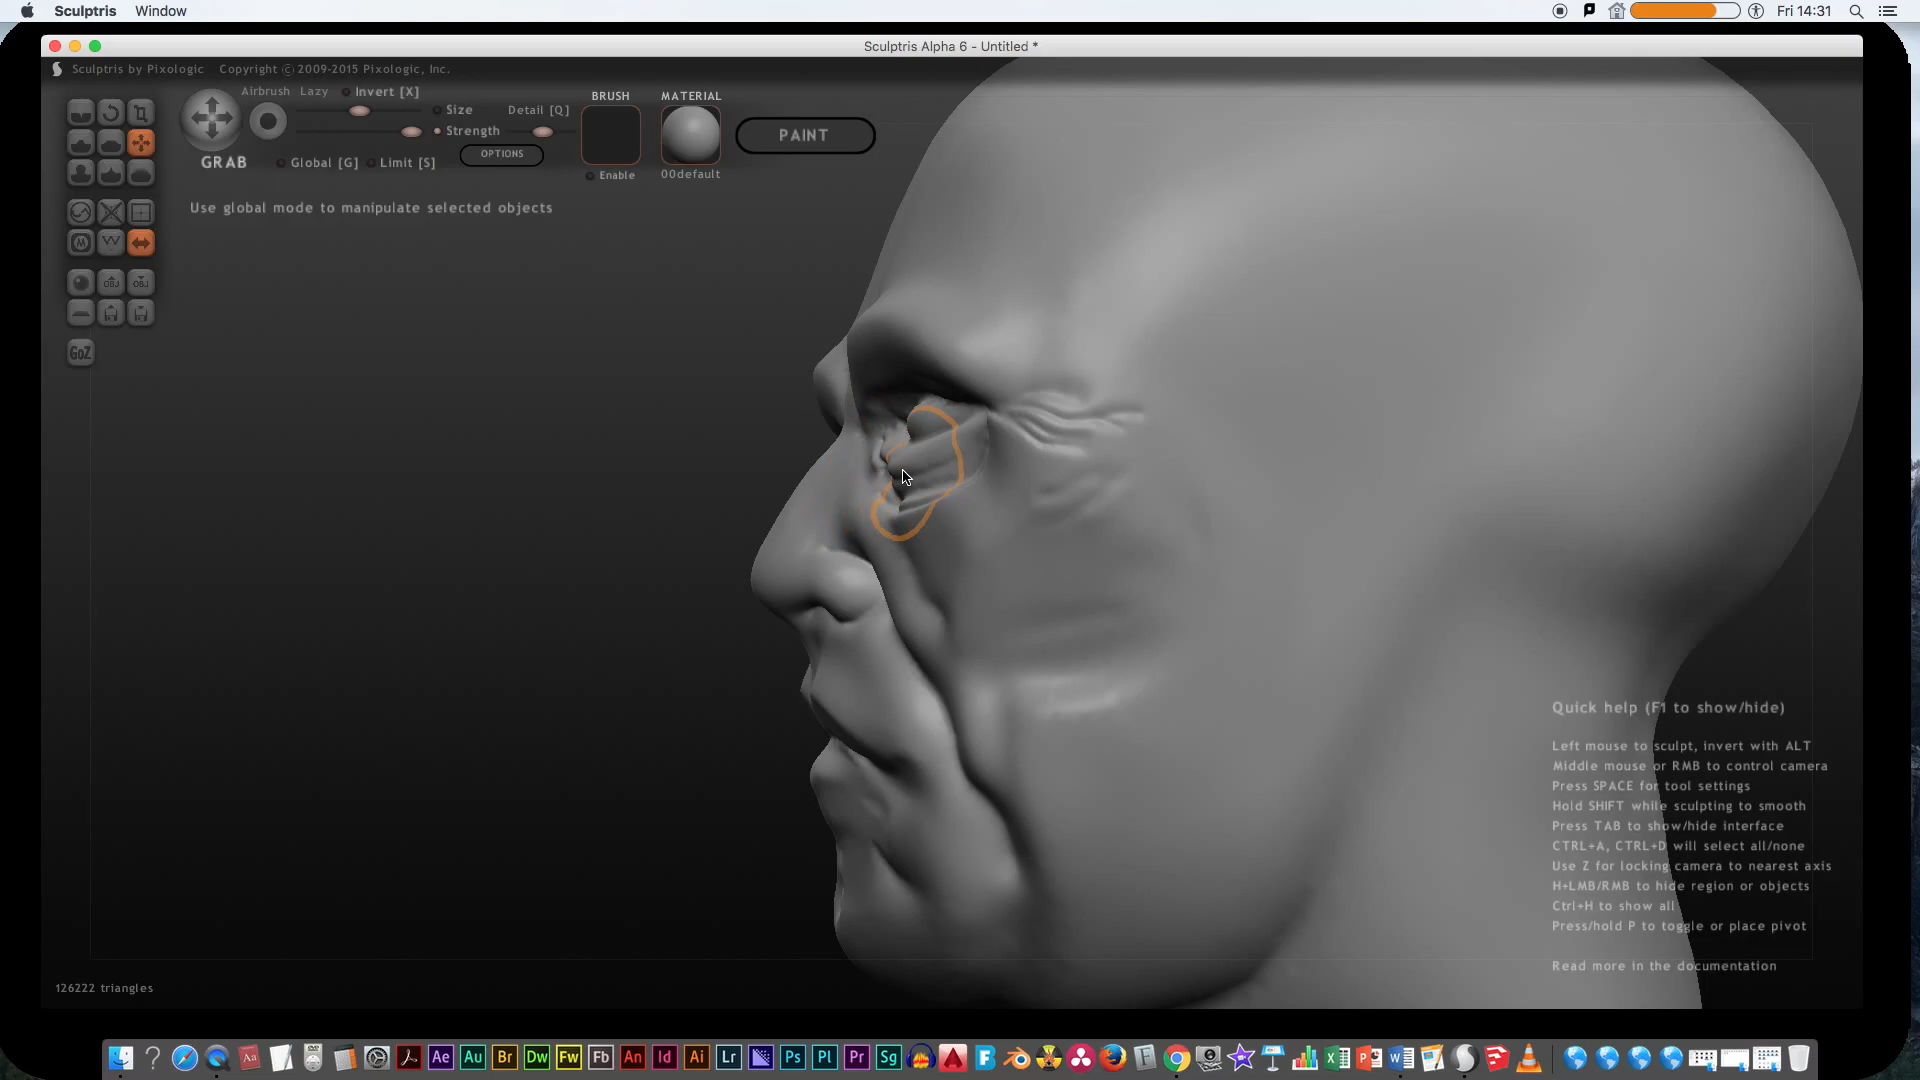 Sculptris Window
Fri 14:31
Sculptris Alpha 6 - Untitled *
Sculptris by Pixologic Copyright © 2009-2015 Pixologic, Inc.
Airbrush Lazy Invert [X]
Size Detail [Q]
Strength
GRAB
Global [G] Limit [S]
OPTIONS
BRUSH
Enable
MATERIAL
00default
PAINT
Use global mode to manipulate selected objects
M
OBJ OBJ
GoZ
Quick help (F1 to show/hide)
Left mouse to sculpt, invert with ALT
Middle mouse or RMB to control camera
Press SPACE for tool settings
Hold SHIFT while sculpting to smooth
Press TAB to show/hide interface
CTRL+A, CTRL+D will select all/none
Use Z for locking camera to nearest axis
H+LMB/RMB to hide region or objects
Ctrl+H to show all
Press/hold P to toggle or place pivot
Read more in the documentation
126222 triangles
? Aa Ae Au Br Dw Fw Fb An Id Ai Lr Ps Pl Pr Sg